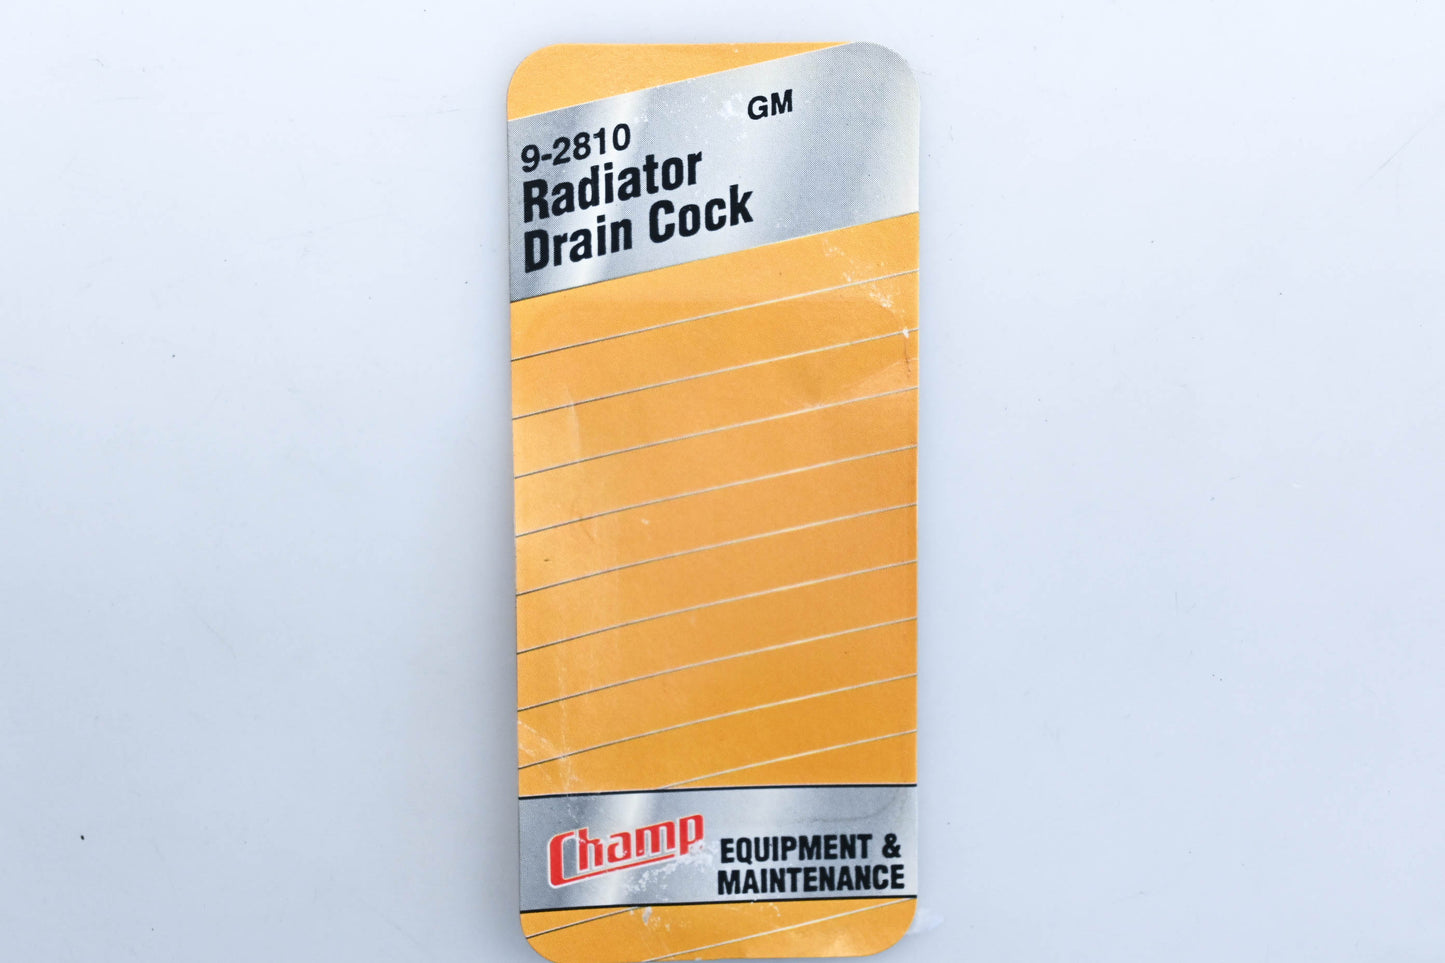 GM
9-2810
Radiator
Drain Cock
Champ
EQUIPMENT &
MAINTENANCE